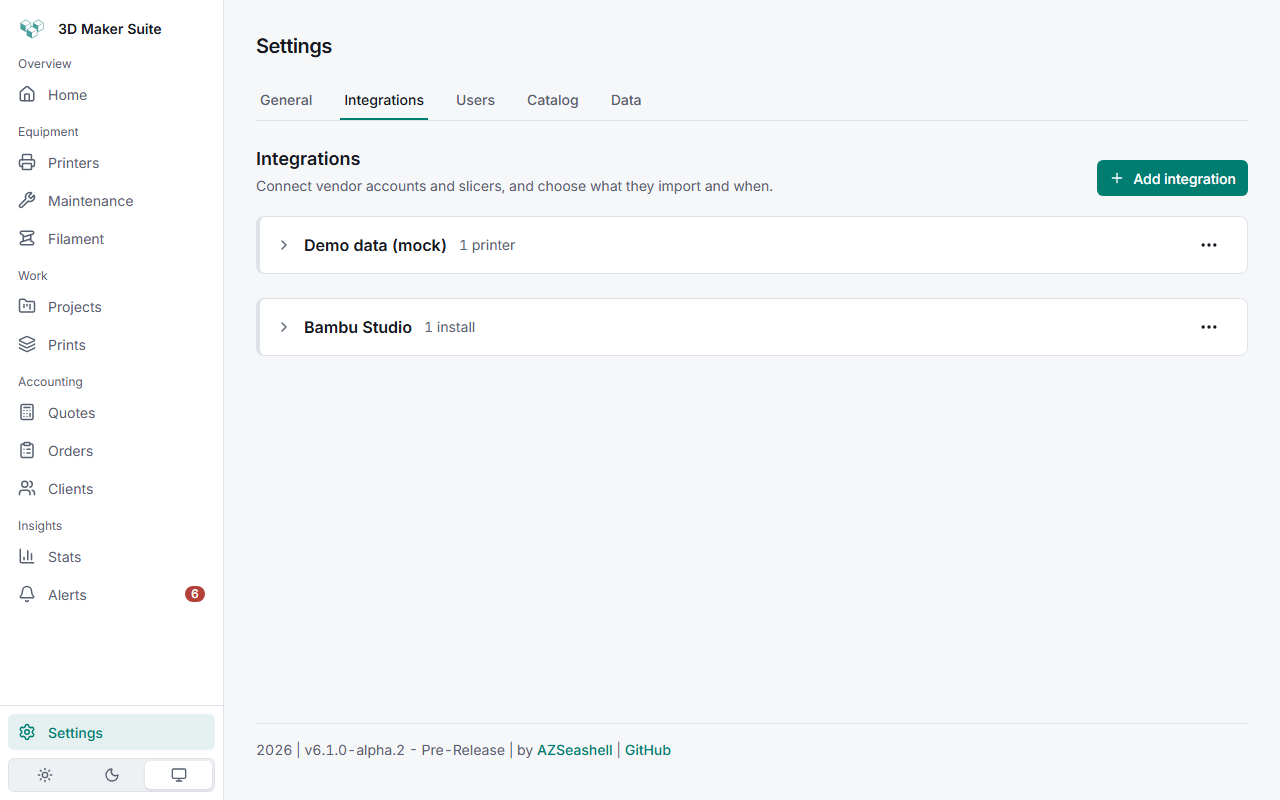 3D Maker Suite
Overview
Home
Equipment
Printers
Maintenance
Filament
Work
Projects
Prints
Accounting
Quotes
Orders
Clients
Insights
Stats
Alerts 6
Settings
Settings
General Integrations Users Catalog Data
Integrations
Connect vendor accounts and slicers, and choose what they import and when.
Add integration
Demo data (mock) 1 printer
Bambu Studio 1 install
2026 | v6.1.0-alpha.2 - Pre-Release | by AZSeashell | GitHub